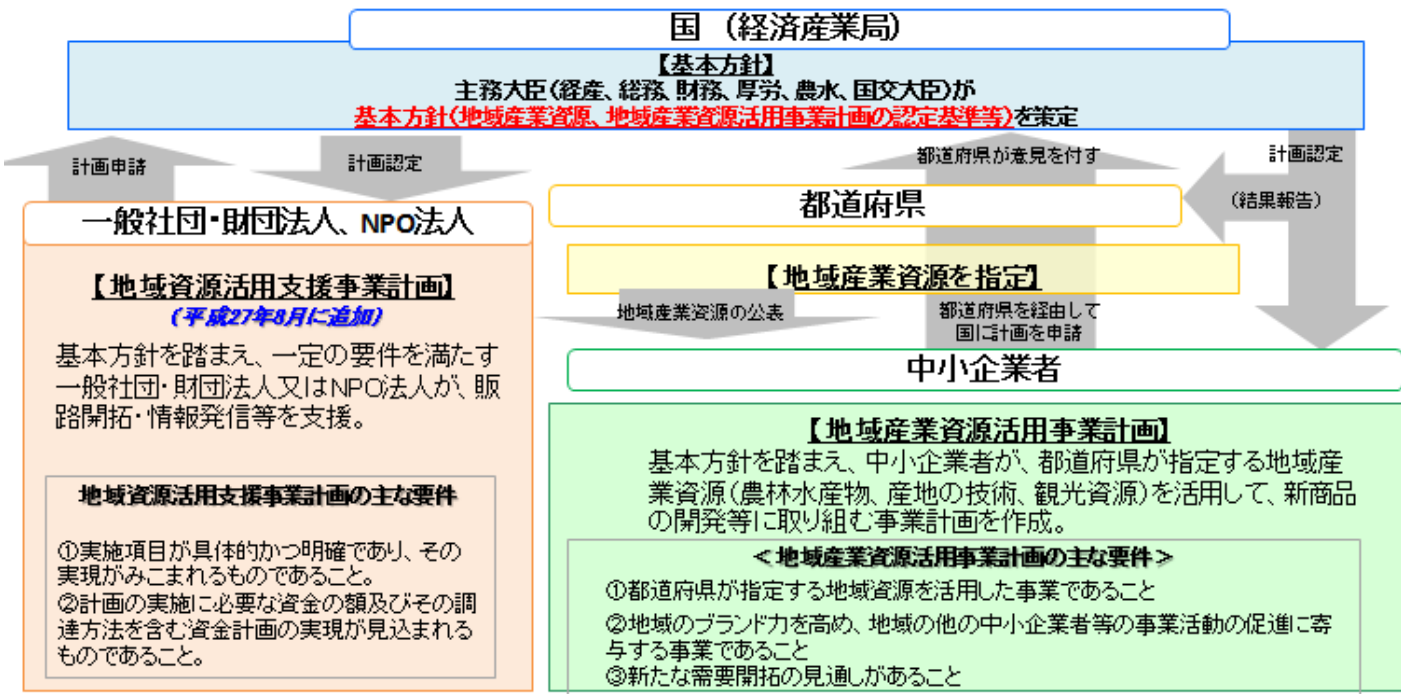 国 （経済産業局）
【基本方針】
主務大臣（経産、総務、財務、厚労、農水、国交大臣）が
基本方針（地域産業資源、地域産業資源活用事業計画の認定基準等）を策定
計画申請
計画認定
都道府県が意見を付す
計画認定
（結果報告）
一般社団・財団法人、NPO法人
【地域資源活用支援事業計画】
（平成27年8月に追加）
基本方針を踏まえ、一定の要件を満たす
一般社団・財団法人又はNPO法人が、販
路開拓・情報発信等を支援。
地域資源活用支援事業計画の主な要件
①実施項目が具体的かつ明確であり、その
実現がみこまれるものであること。
②計画の実施に必要な資金の額及びその調
達方法を含む資金計画の実現が見込まれる
ものであること。
都道府県
【地域産業資源を指定】
地域産業資源の公表
都道府県を経由して
国に計画を申請
中小企業者
【地域産業資源活用事業計画】
基本方針を踏まえ、中小企業者が、都道府県が指定する地域産
業資源（農林水産物、産地の技術、観光資源）を活用して、新商品
の開発等に取り組む事業計画を作成。
＜地域産業資源活用事業計画の主な要件＞
①都道府県が指定する地域資源を活用した事業であること
②地域のブランド力を高め、地域の他の中小企業者等の事業活動の促進に寄
与する事業であること
③新たな需要開拓の見通しがあること